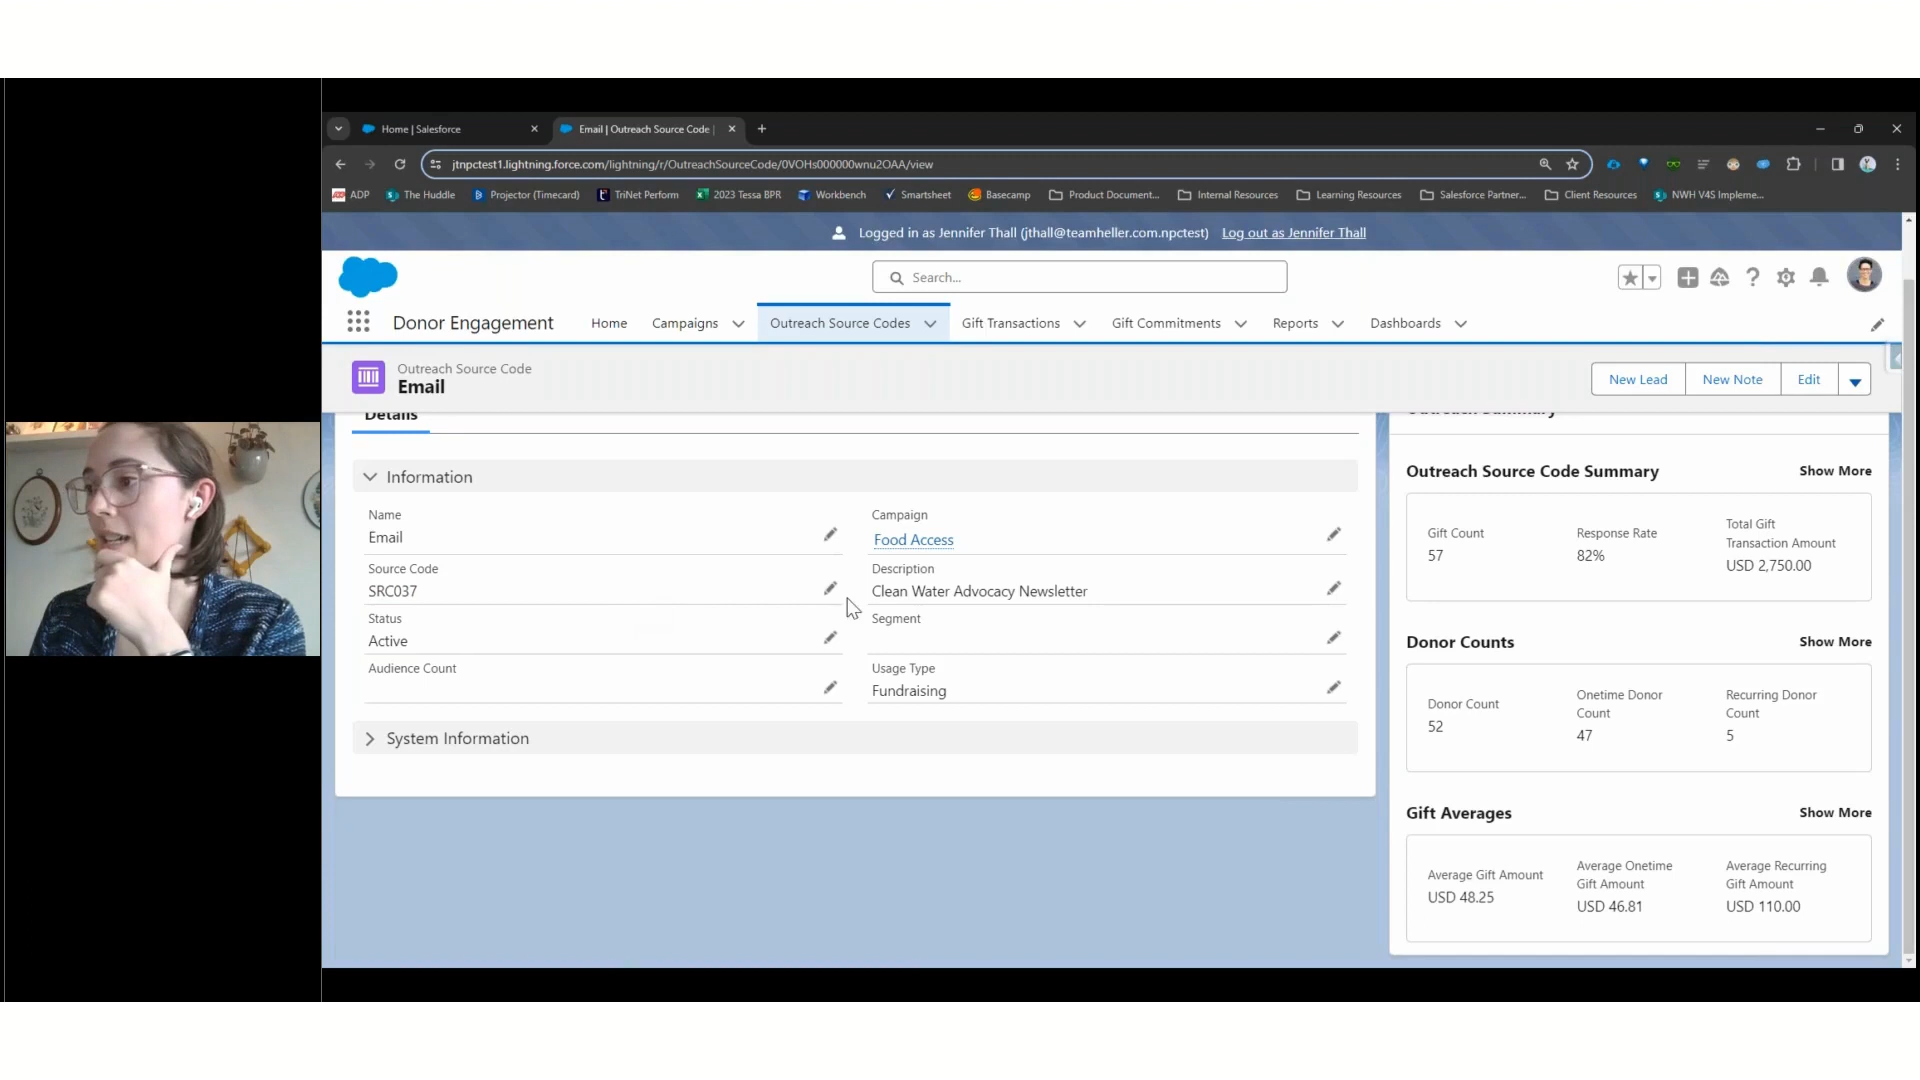 Home | Salesforce
Email | Outreach Source Code |
jtnpctest1.lightning.force.com/lightning/r/OutreachSourceCode/0VOHs000000wnu2OAA/view
ADP
The Huddle
Projector (Timecard)
TriNet Perform
2023 Tessa BPR
Workbench
Smartsheet
Basecamp
Product Document...
Internal Resources
Learning Resources
Salesforce Partner...
Client Resources
NWH V4S Impleme...
Logged in as Jennifer Thall (jthall@teamheller.com.npctest) Log out as Jennifer Thall
Search...
Donor Engagement
Home
Campaigns
Outreach Source Codes
Gift Transactions
Gift Commitments
Reports
Dashboards
Outreach Source Code
Email
New Lead
New Note
Edit
Details
Information
Name
Email
Campaign
Food Access
Source Code
SRC037
Description
Clean Water Advocacy Newsletter
Status
Active
Segment
Audience Count
Usage Type
Fundraising
System Information
Outreach Summary
Outreach Source Code Summary
Show More
Gift Count
57
Response Rate
82%
Total Gift
Transaction Amount
USD 2,750.00
Donor Counts
Show More
Donor Count
52
Onetime Donor
Count
47
Recurring Donor
Count
5
Gift Averages
Show More
Average Gift Amount
USD 48.25
Average Onetime
Gift Amount
USD 46.81
Average Recurring
Gift Amount
USD 110.00